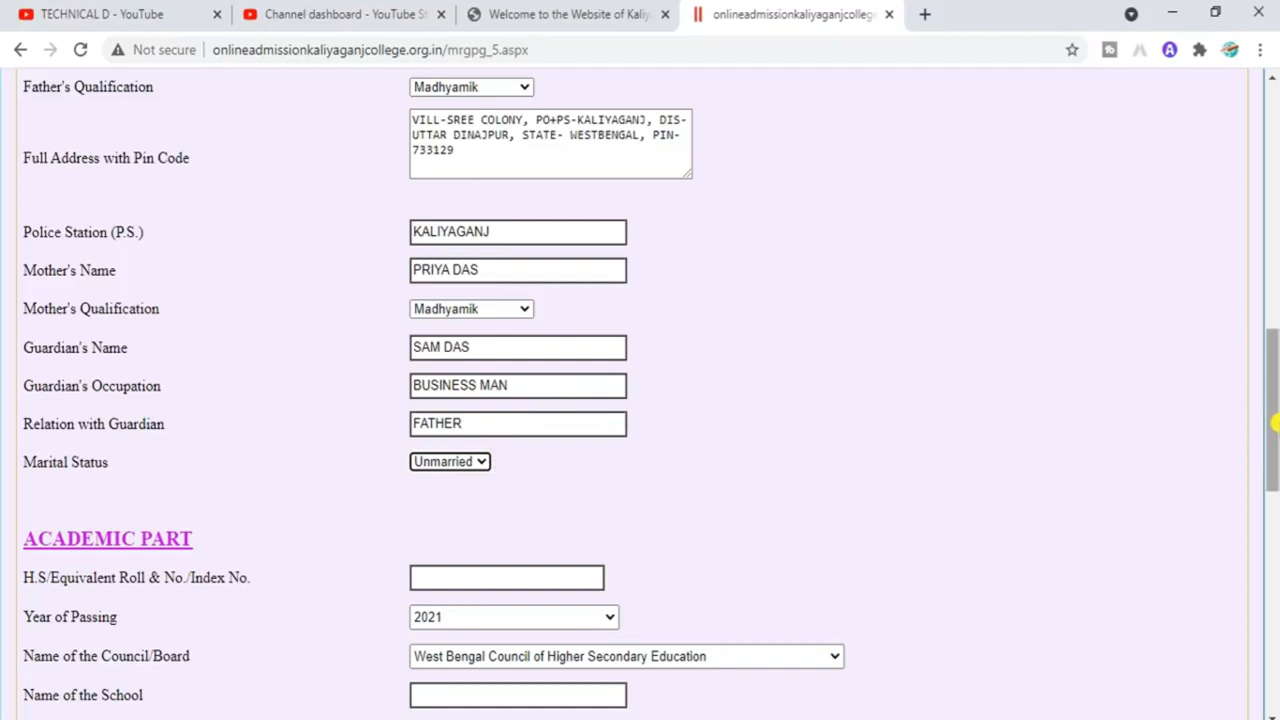 TECHNICAL D - YouTube
Channel dashboard - YouTube St
Welcome to the Website of Kaliy
onlineadmissionkaliyaganjcollege
Not secure
onlineadmissionkaliyaganjcollege.org.in/mrgpg_5.aspx
Father's Qualification
Madhyamik
VILL-SREE COLONY, PO+PS-KALIYAGANJ, DIS-
UTTAR DINAJPUR, STATE- WESTBENGAL, PIN-
733129
Full Address with Pin Code
Police Station (P.S.)
KALIYAGANJ
Mother's Name
PRIYA DAS
Mother's Qualification
Madhyamik
Guardian's Name
SAM DAS
Guardian's Occupation
BUSINESS MAN
Relation with Guardian
FATHER
Marital Status
Unmarried
ACADEMIC PART
H.S/Equivalent Roll & No./Index No.
Year of Passing
2021
Name of the Council/Board
West Bengal Council of Higher Secondary Education
Name of the School